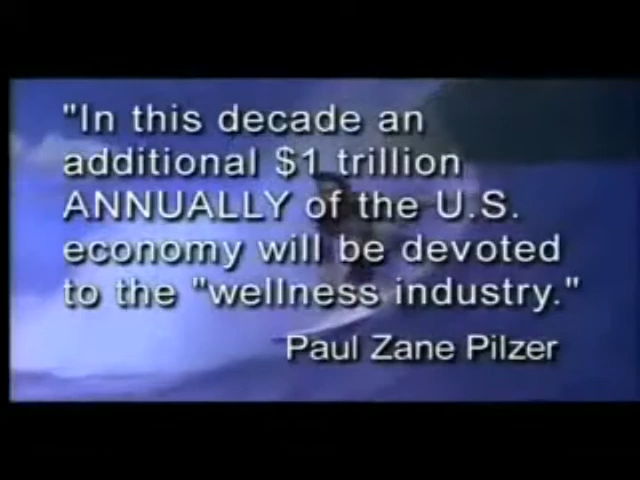 "In this decade an
additional $1 trillion
ANNUALLY of the U.S.
economy will be devoted
to the "wellness industry."
Paul Zane Pilzer